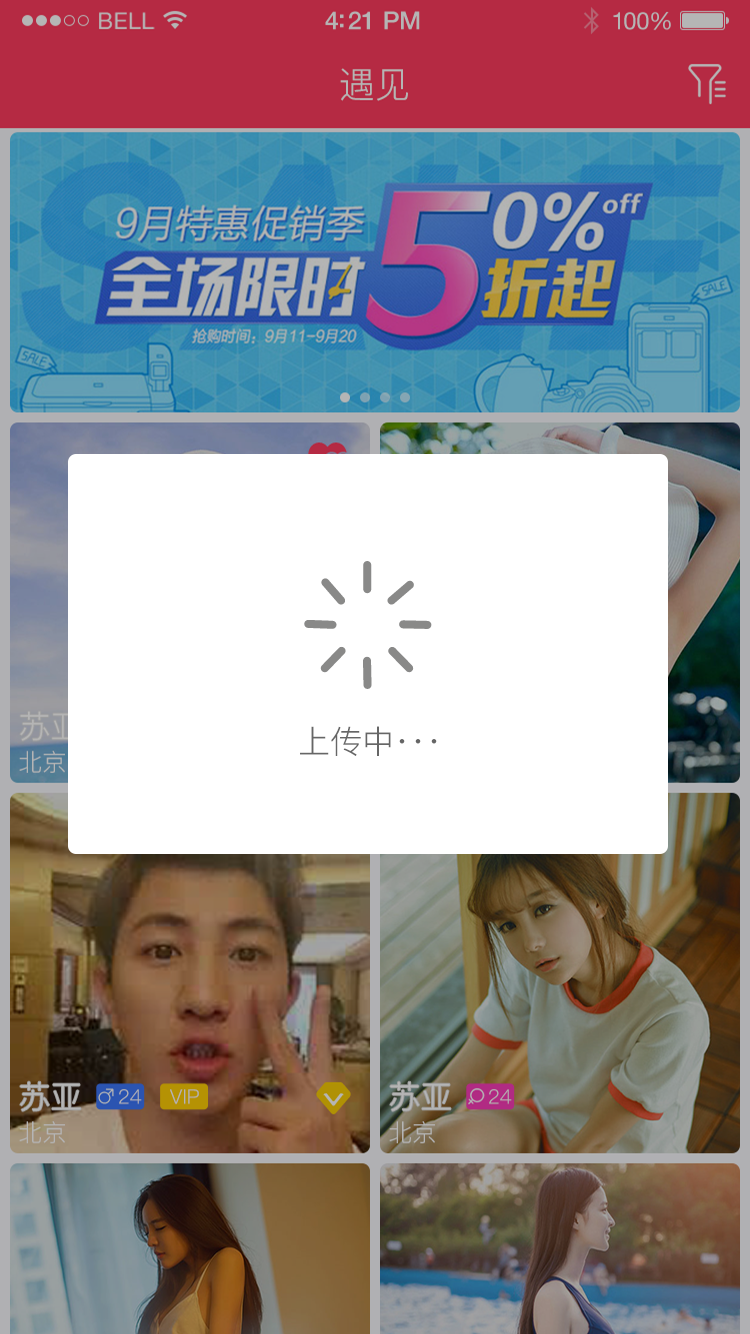 BELL 4:21 PM 100%
遇见
SALE
9月特惠促销季
全场限时
50%off
5折起
抢购时间：9月11-9月20
SALE
SALE
苏亚
北京
上传中···
苏亚 ♂24 VIP
北京
苏亚 ♀24
北京